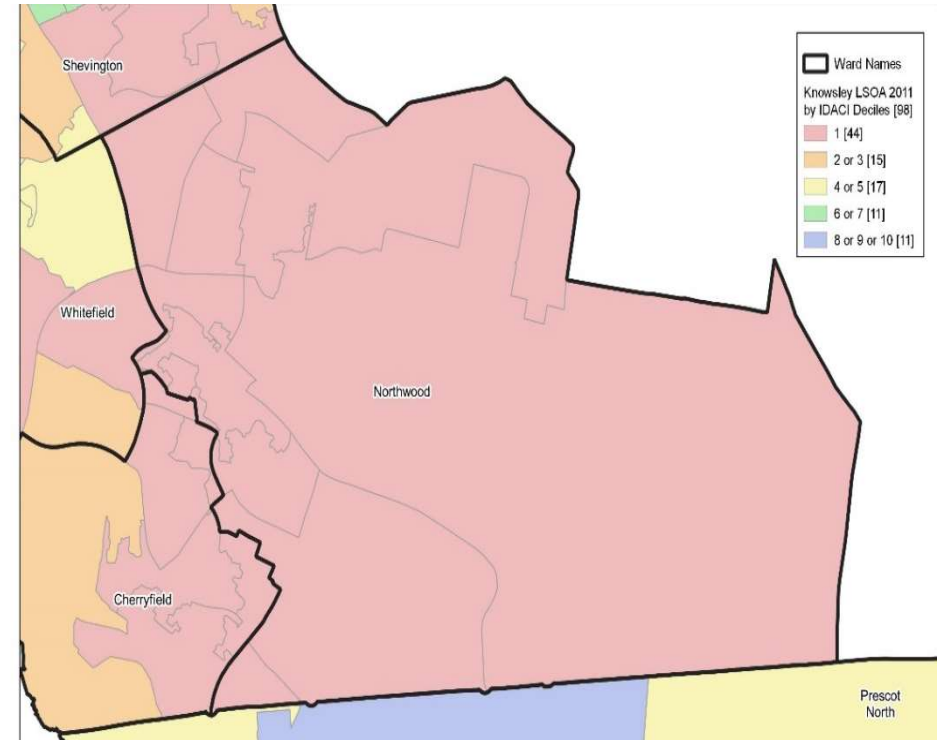 Shevington
Ward Names
Knowsley LSOA 2011
by IDACI Deciles [98]
1 [44]
2 or 3 [15]
4 or 5 [17]
6 or 7 [11]
8 or 9 or 10 [11]
Whitefield
Northwood
Cherryfield
Prescot
North